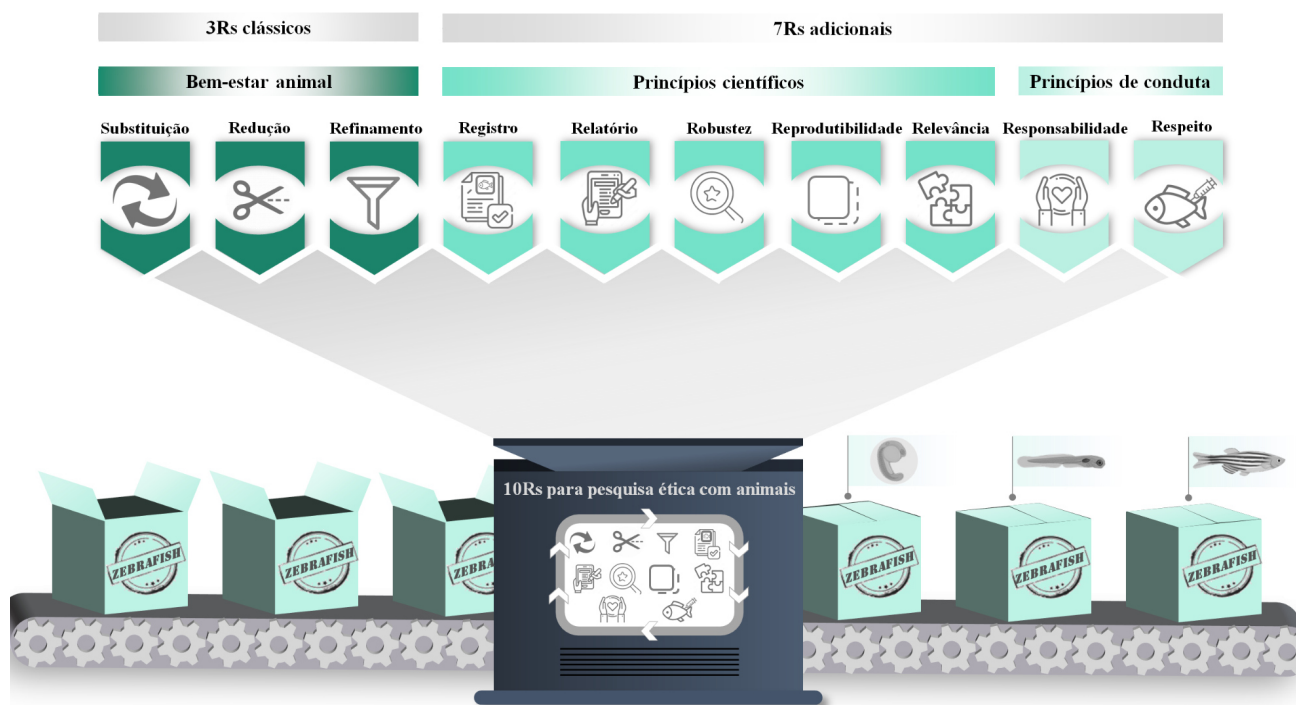 3Rs clássicos
7Rs adicionais
Bem-estar animal
Princípios científicos
Princípios de conduta
Substituição
Redução
Refinamento
Registro
Relatório
Robustez
Reprodutibilidade
Relevância
Responsabilidade
Respeito
10Rs para pesquisa ética com animais
ZEBRAFISH
ZEBRAFISH
ZEBRAFISH
ZEBRAFISH
ZEBRAFISH
ZEBRAFISH